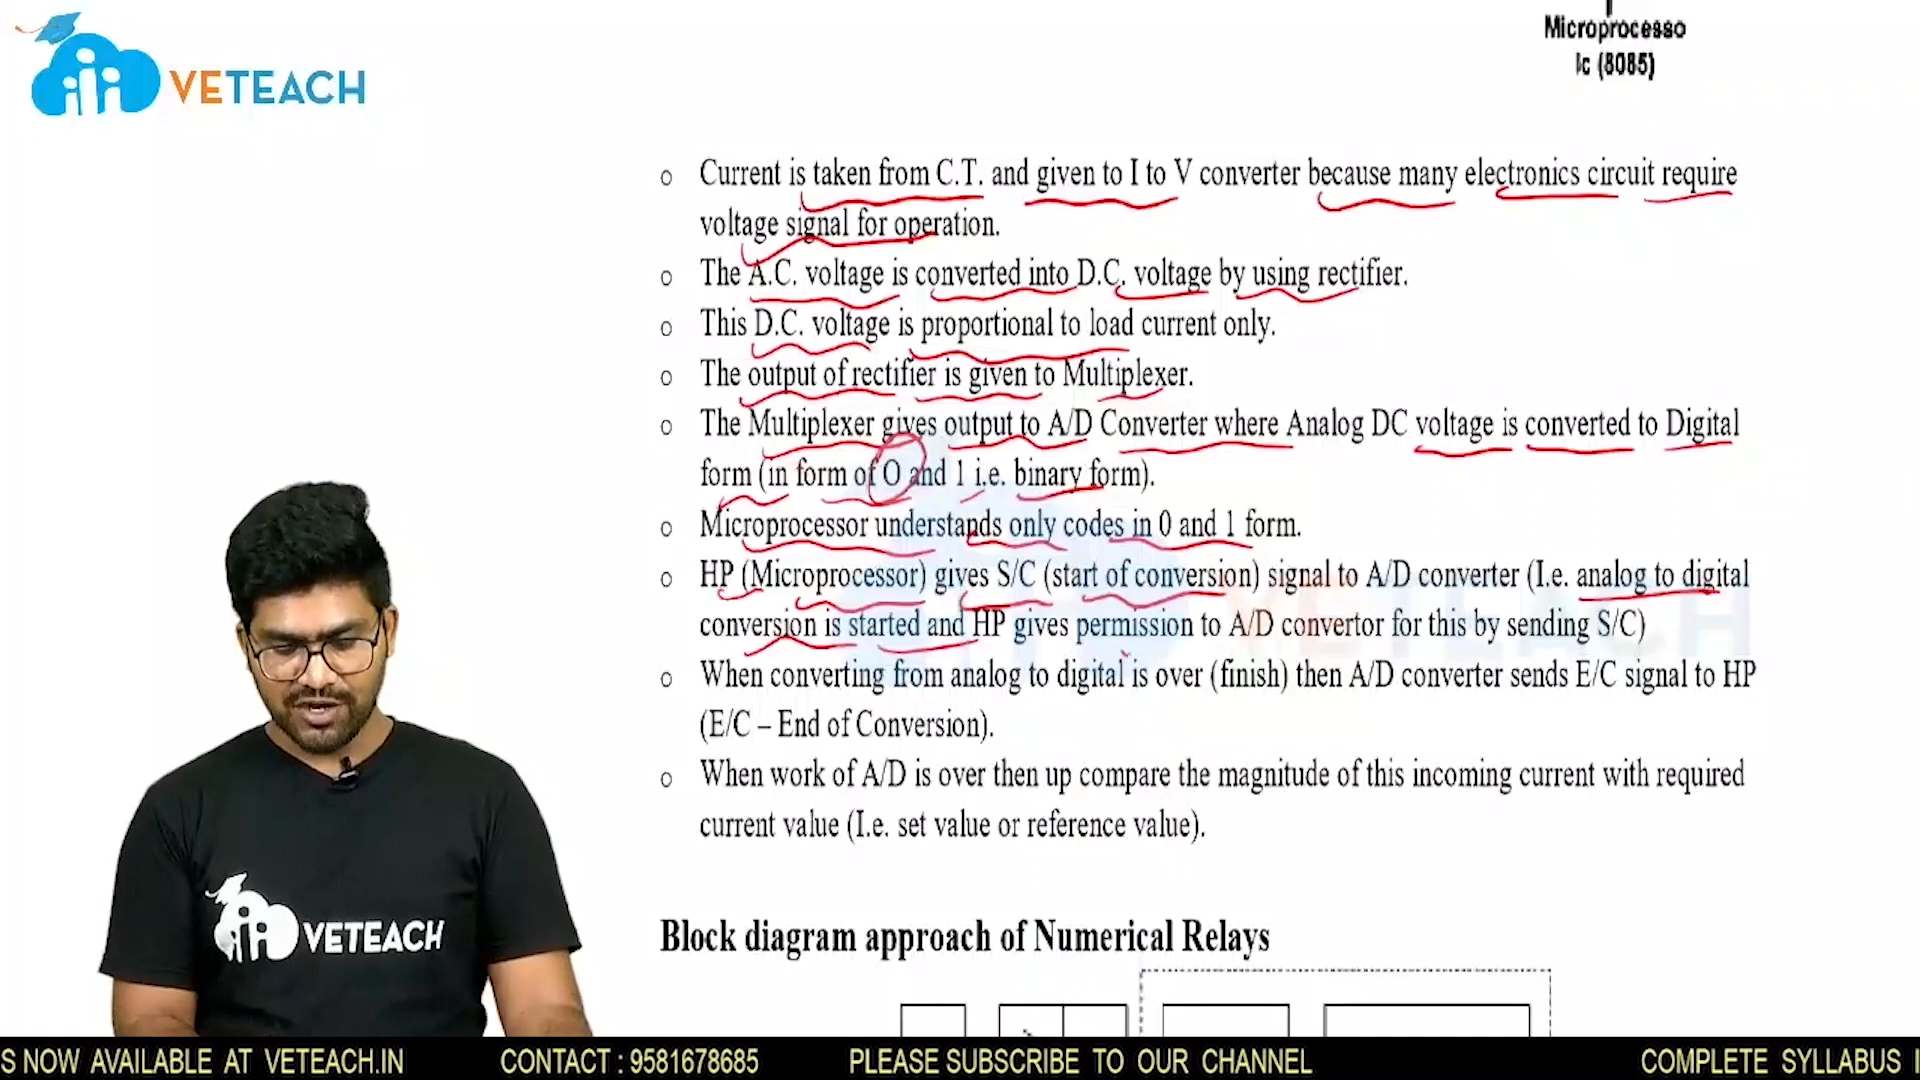 VETEACH
Microprocesso
Ic (8085)
o Current is taken from C.T. and given to I to V converter because many electronics circuit require
voltage signal for operation.
o The A.C. voltage is converted into D.C. voltage by using rectifier.
o This D.C. voltage is proportional to load current only.
o The output of rectifier is given to Multiplexer.
o The Multiplexer gives output to A/D Converter where Analog DC voltage is converted to Digital
form (in form of O and 1 i.e. binary form).
o Microprocessor understands only codes in 0 and 1 form.
o HP (Microprocessor) gives S/C (start of conversion) signal to A/D converter (I.e. analog to digital
conversion is started and HP gives permission to A/D convertor for this by sending S/C)
o When converting from analog to digital is over (finish) then A/D converter sends E/C signal to HP
(E/C – End of Conversion).
o When work of A/D is over then up compare the magnitude of this incoming current with required
current value (I.e. set value or reference value).
Block diagram approach of Numerical Relays
VETEACH
S NOW AVAILABLE AT VETEACH.IN CONTACT : 9581678685 PLEASE SUBSCRIBE TO OUR CHANNEL COMPLETE SYLLABUS